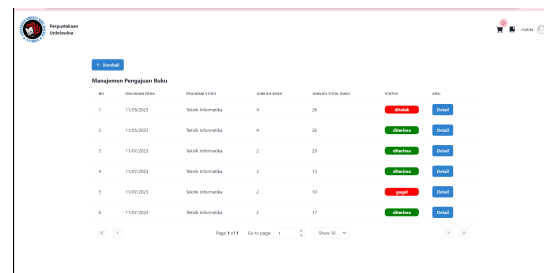 Perpustakaan
Unkriswina
0
malda
← Kembali
Manajemen Pengajuan Buku
NO DIAJUKAN PADA PROGRAM STUDI JUMLAH BUKU JUMLAH TOTAL BUKU STATUS AKSI
1 11/05/2023 Teknik Informatika 4 26 ditolak Detail
2 11/05/2023 Teknik Informatika 4 26 diterima Detail
3 11/07/2023 Teknik Informatika 2 29 diterima Detail
4 11/07/2023 Teknik Informatika 2 13 diterima Detail
5 11/07/2023 Teknik Informatika 2 10 gagal Detail
6 11/07/2023 Teknik Informatika 2 17 diterima Detail
Page 1 of 1 Go to page: 1 Show 10